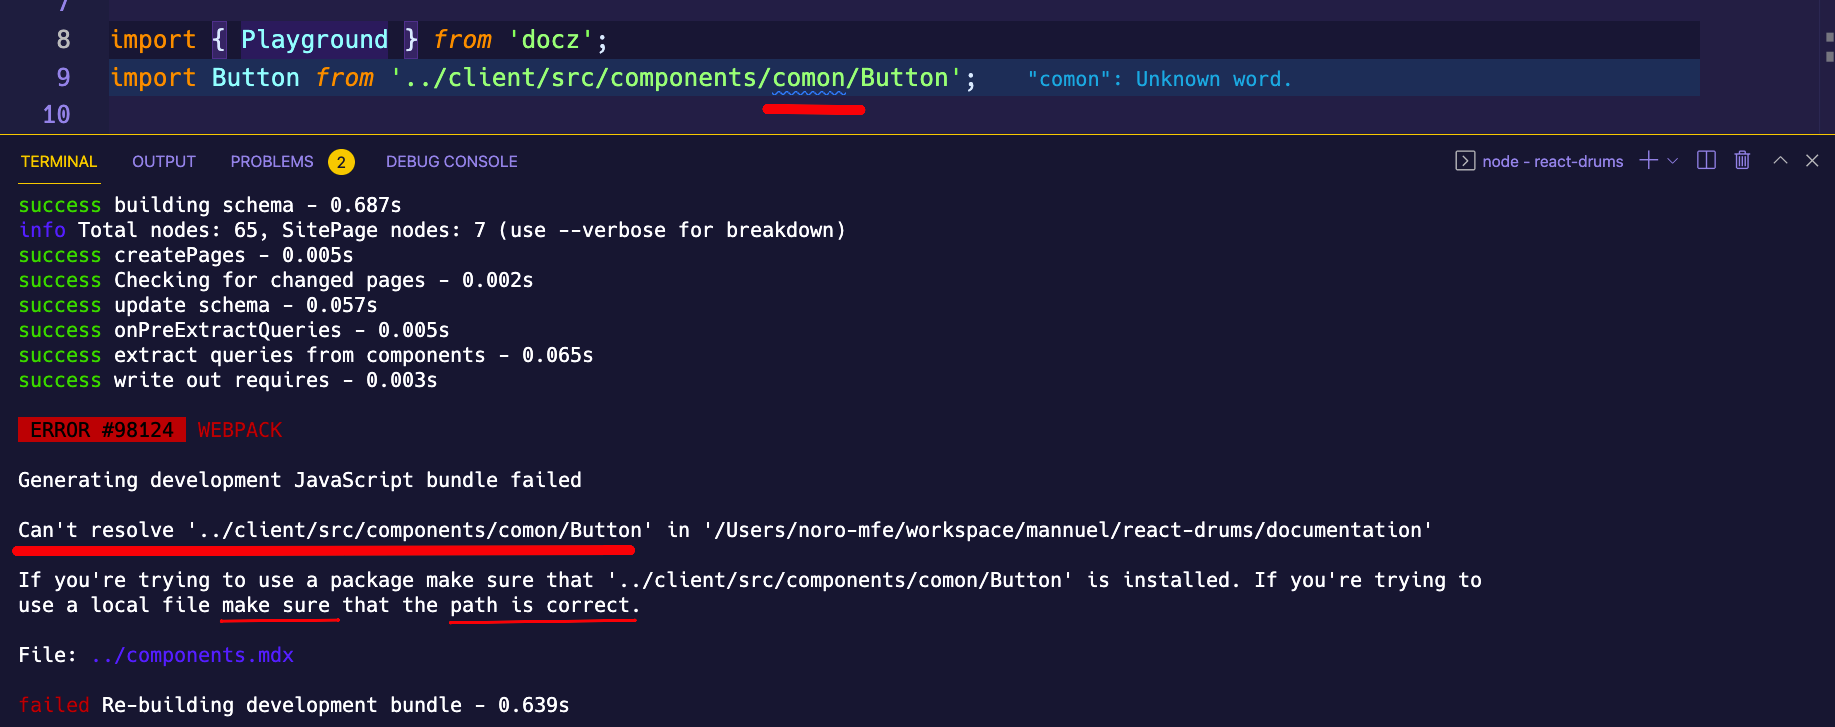 7
8 import { Playground } from 'docz';
9 import Button from '../client/src/components/comon/Button'; "comon": Unknown word.
10
TERMINAL OUTPUT PROBLEMS 2 DEBUG CONSOLE node - react-drums
success building schema - 0.687s
info Total nodes: 65, SitePage nodes: 7 (use --verbose for breakdown)
success createPages - 0.005s
success Checking for changed pages - 0.002s
success update schema - 0.057s
success onPreExtractQueries - 0.005s
success extract queries from components - 0.065s
success write out requires - 0.003s
ERROR #98124 WEBPACK
Generating development JavaScript bundle failed
Can't resolve '../client/src/components/comon/Button' in '/Users/noro-mfe/workspace/mannuel/react-drums/documentation'
If you're trying to use a package make sure that '../client/src/components/comon/Button' is installed. If you're trying to
use a local file make sure that the path is correct.
File: ../components.mdx
failed Re-building development bundle - 0.639s